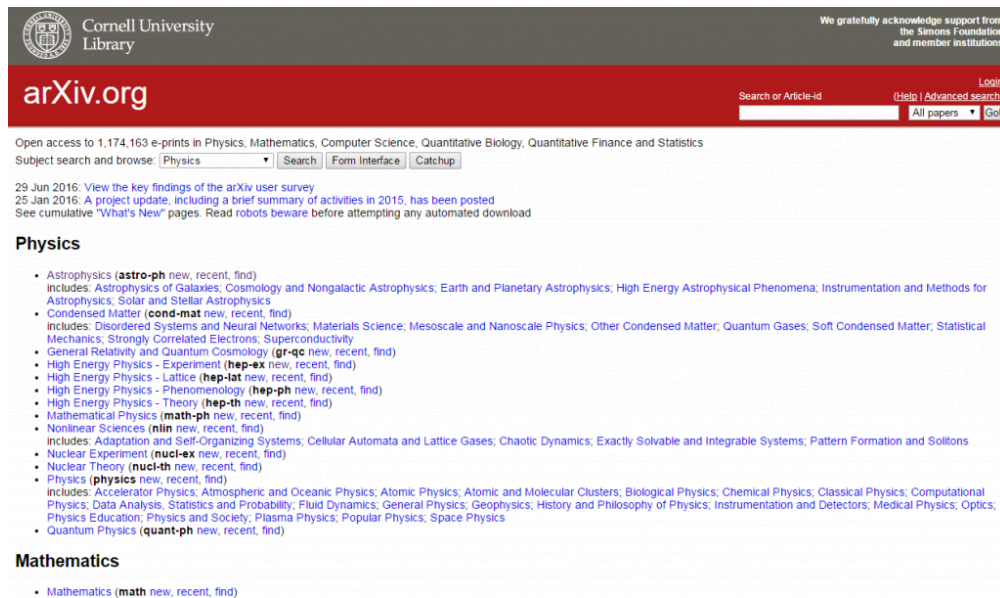 Cornell University
Library
We gratefully acknowledge support from
the Simons Foundation
and member institutions
arXiv.org
Login
Search or Article-id
(Help | Advanced search
All papers
Go!
Open access to 1,174,163 e-prints in Physics, Mathematics, Computer Science, Quantitative Biology, Quantitative Finance and Statistics
Subject search and browse: Physics Search Form Interface Catchup
29 Jun 2016: View the key findings of the arXiv user survey
25 Jan 2016: A project update, including a brief summary of activities in 2015, has been posted
See cumulative "What's New" pages. Read robots beware before attempting any automated download
Physics
• Astrophysics (astro-ph new, recent, find)
includes: Astrophysics of Galaxies; Cosmology and Nongalactic Astrophysics; Earth and Planetary Astrophysics; High Energy Astrophysical Phenomena; Instrumentation and Methods for
Astrophysics; Solar and Stellar Astrophysics
• Condensed Matter (cond-mat new, recent, find)
includes: Disordered Systems and Neural Networks; Materials Science; Mesoscale and Nanoscale Physics; Other Condensed Matter; Quantum Gases; Soft Condensed Matter; Statistical
Mechanics; Strongly Correlated Electrons; Superconductivity
• General Relativity and Quantum Cosmology (gr-qc new, recent, find)
• High Energy Physics - Experiment (hep-ex new, recent, find)
• High Energy Physics - Lattice (hep-lat new, recent, find)
• High Energy Physics - Phenomenology (hep-ph new, recent, find)
• High Energy Physics - Theory (hep-th new, recent, find)
• Mathematical Physics (math-ph new, recent, find)
• Nonlinear Sciences (nlin new, recent, find)
includes: Adaptation and Self-Organizing Systems; Cellular Automata and Lattice Gases; Chaotic Dynamics; Exactly Solvable and Integrable Systems; Pattern Formation and Solitons
• Nuclear Experiment (nucl-ex new, recent, find)
• Nuclear Theory (nucl-th new, recent, find)
• Physics (physics new, recent, find)
includes: Accelerator Physics; Atmospheric and Oceanic Physics; Atomic Physics; Atomic and Molecular Clusters; Biological Physics; Chemical Physics; Classical Physics; Computational
Physics; Data Analysis, Statistics and Probability; Fluid Dynamics; General Physics; Geophysics; History and Philosophy of Physics; Instrumentation and Detectors; Medical Physics; Optics;
Physics Education; Physics and Society; Plasma Physics; Popular Physics; Space Physics
• Quantum Physics (quant-ph new, recent, find)
Mathematics
• Mathematics (math new, recent, find)